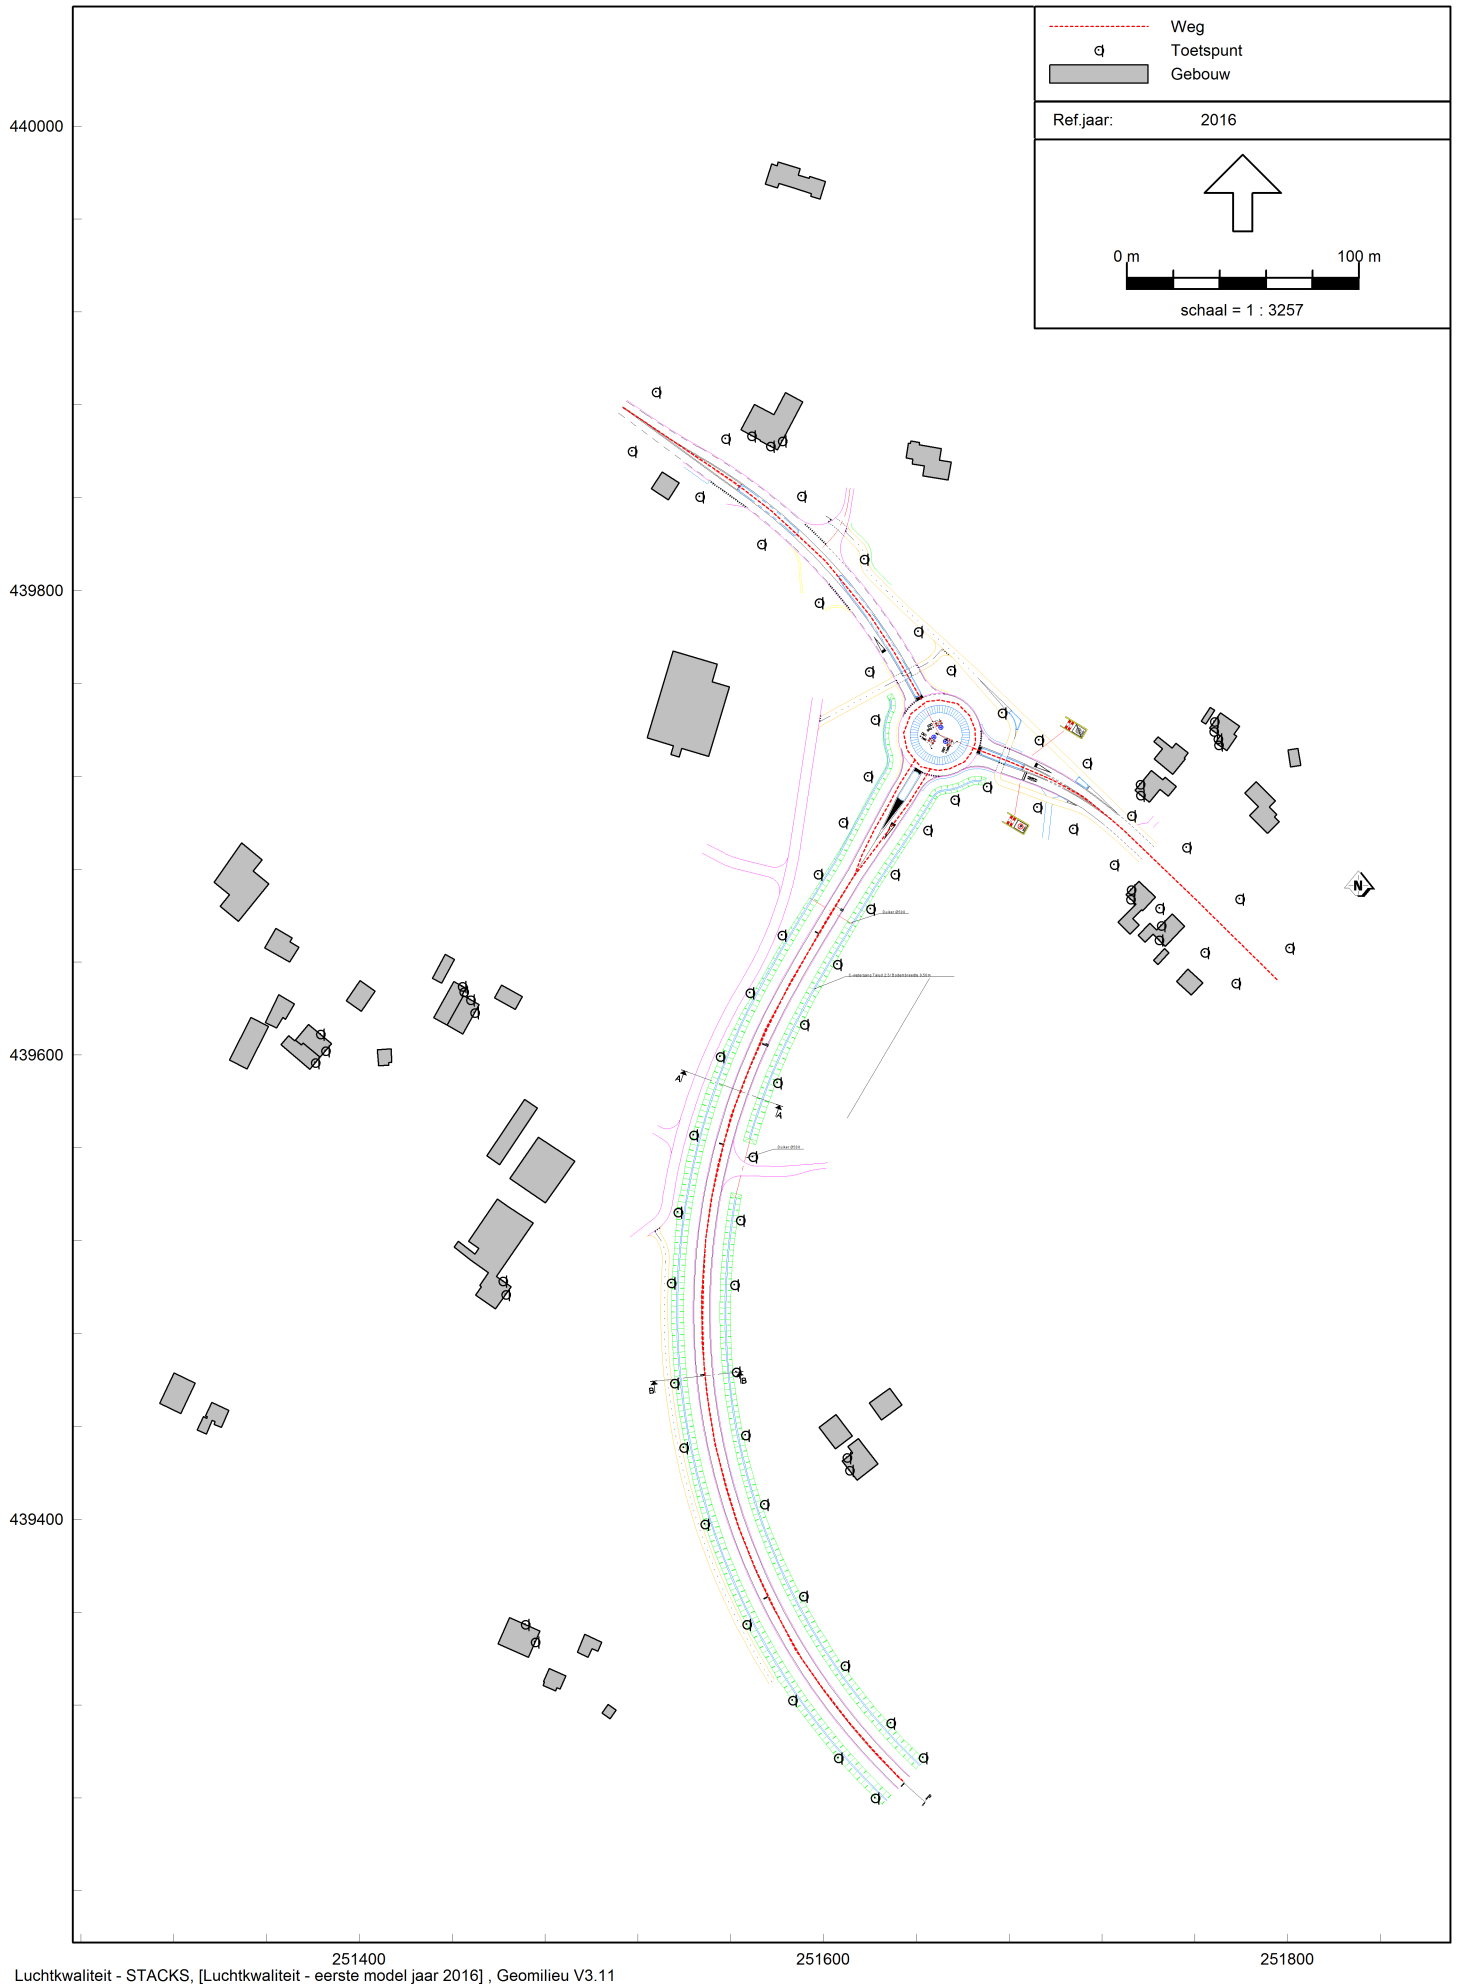 Weg
Toetspunt
Gebouw
Ref.jaar: 2016
0 m 100 m
schaal = 1 : 3257
440000
439800
439600
439400
N
A
A
B
B
251400 251600 251800
Luchtkwaliteit - STACKS, [Luchtkwaliteit - eerste model jaar 2016] , Geomilieu V3.11